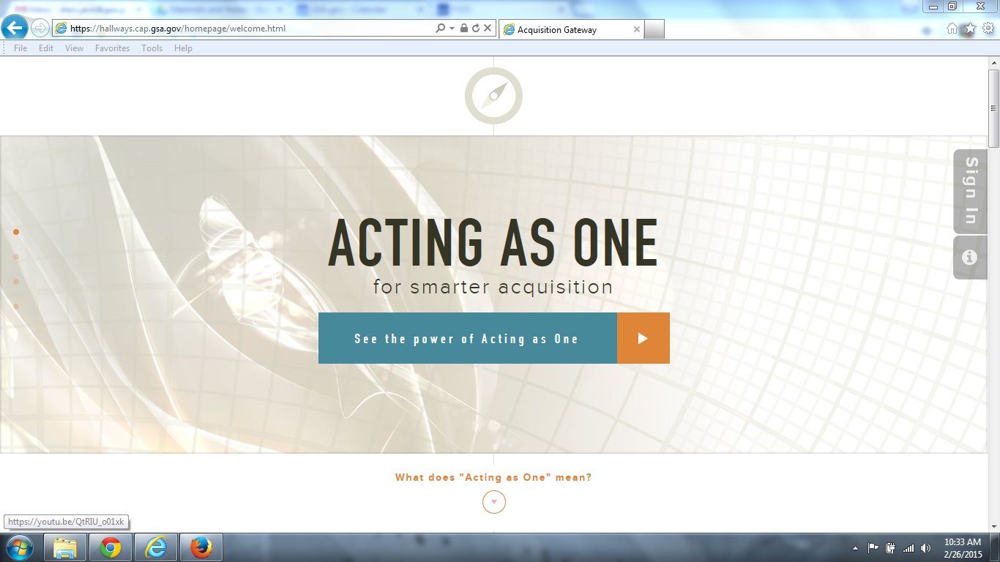 https://hallways.cap.gsa.gov/homepage/welcome.html
Acquisition Gateway
File Edit View Favorites Tools Help
Sign In
ACTING AS ONE
for smarter acquisition
See the power of Acting as One
What does "Acting as One" mean?
https://youtu.be/QtRIU_o01xk
10:33 AM
2/26/2015